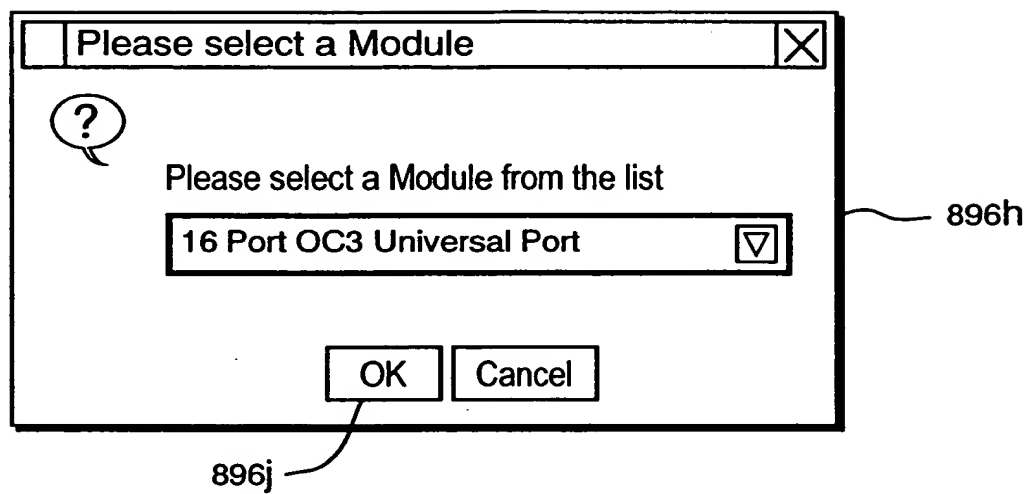 Please select a Module
?
Please select a Module from the list
16 Port OC3 Universal Port
896h
OK Cancel
896j